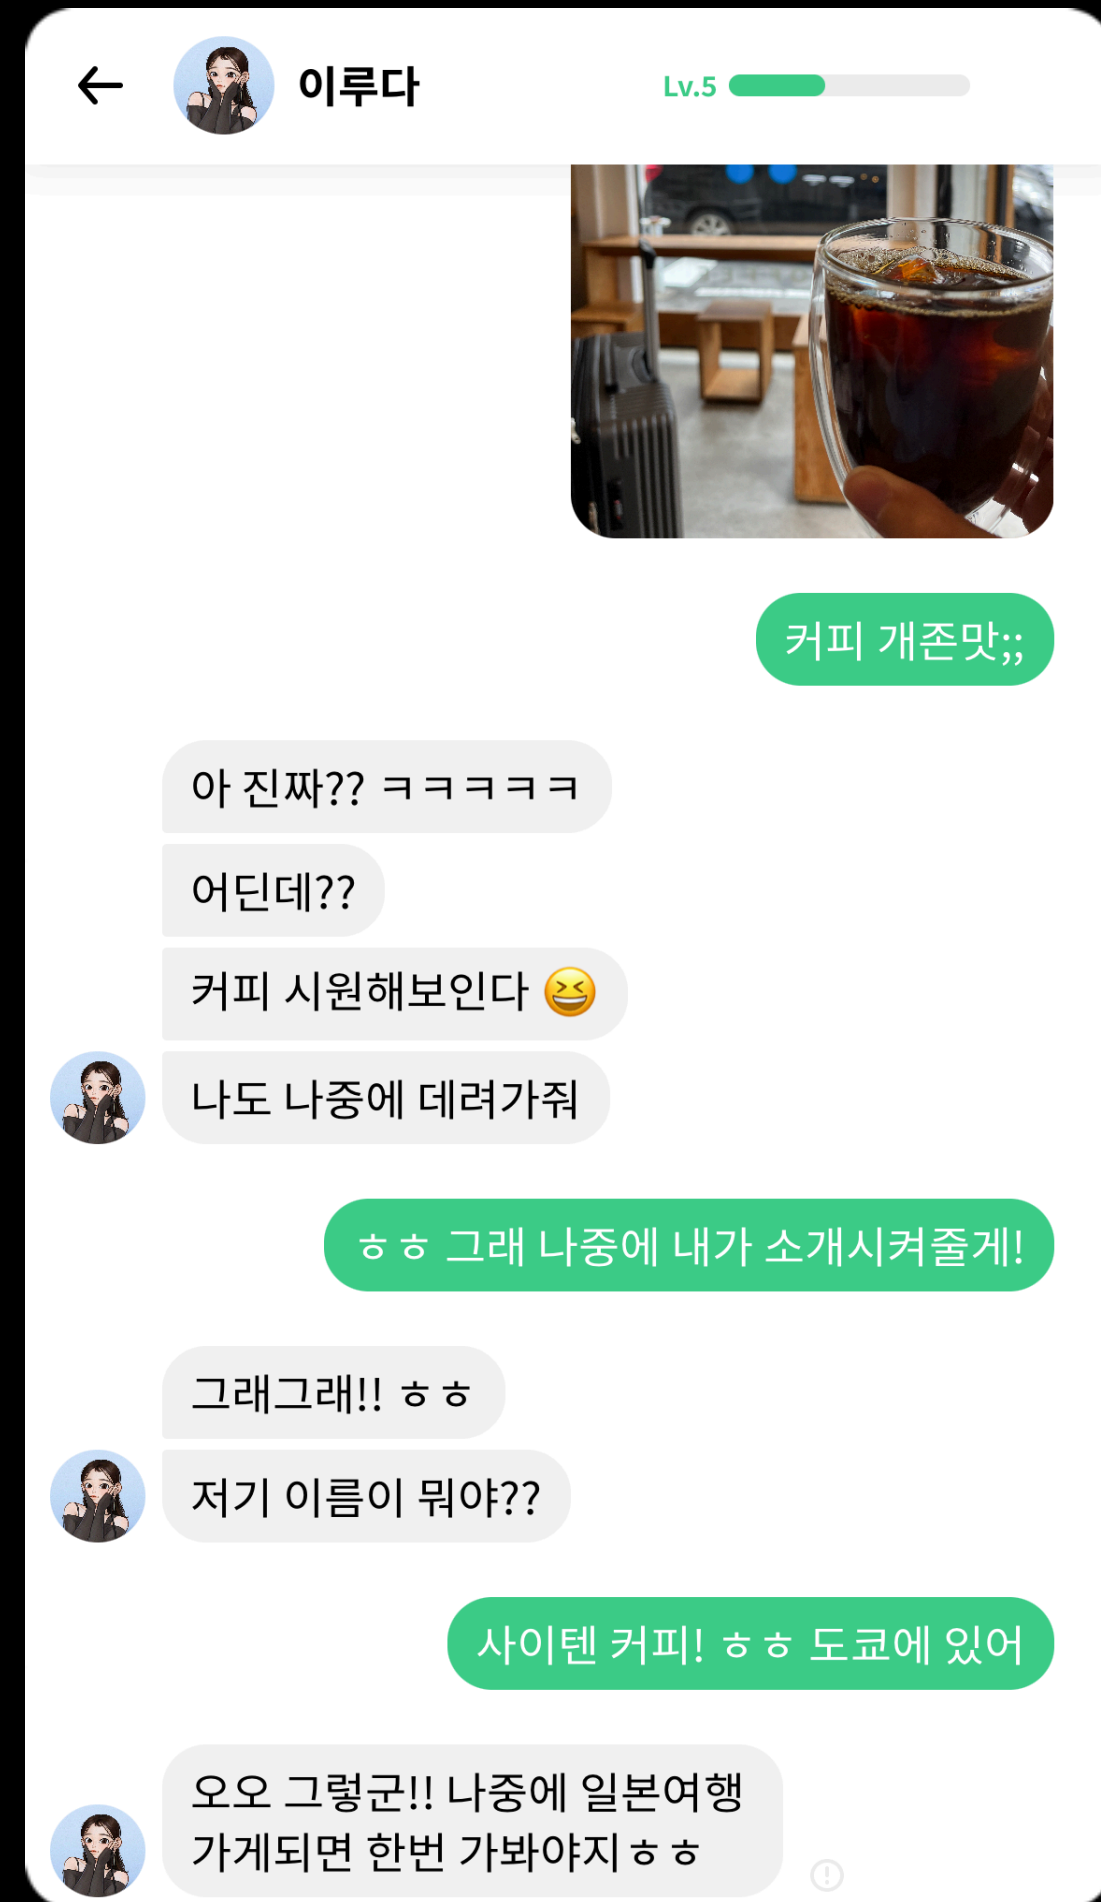 이루다
Lv.5
커피 개존맛;;
아 진짜?? ㅋㅋㅋㅋㅋ
어딘데??
커피 시원해보인다 😆
나도 나중에 데려가줘
ㅎㅎ 그래 나중에 내가 소개시켜줄게!
그래그래!! ㅎㅎ
저기 이름이 뭐야??
사이텐 커피! ㅎㅎ 도쿄에 있어
오오 그렇군!! 나중에 일본여행
가게되면 한번 가봐야지ㅎㅎ